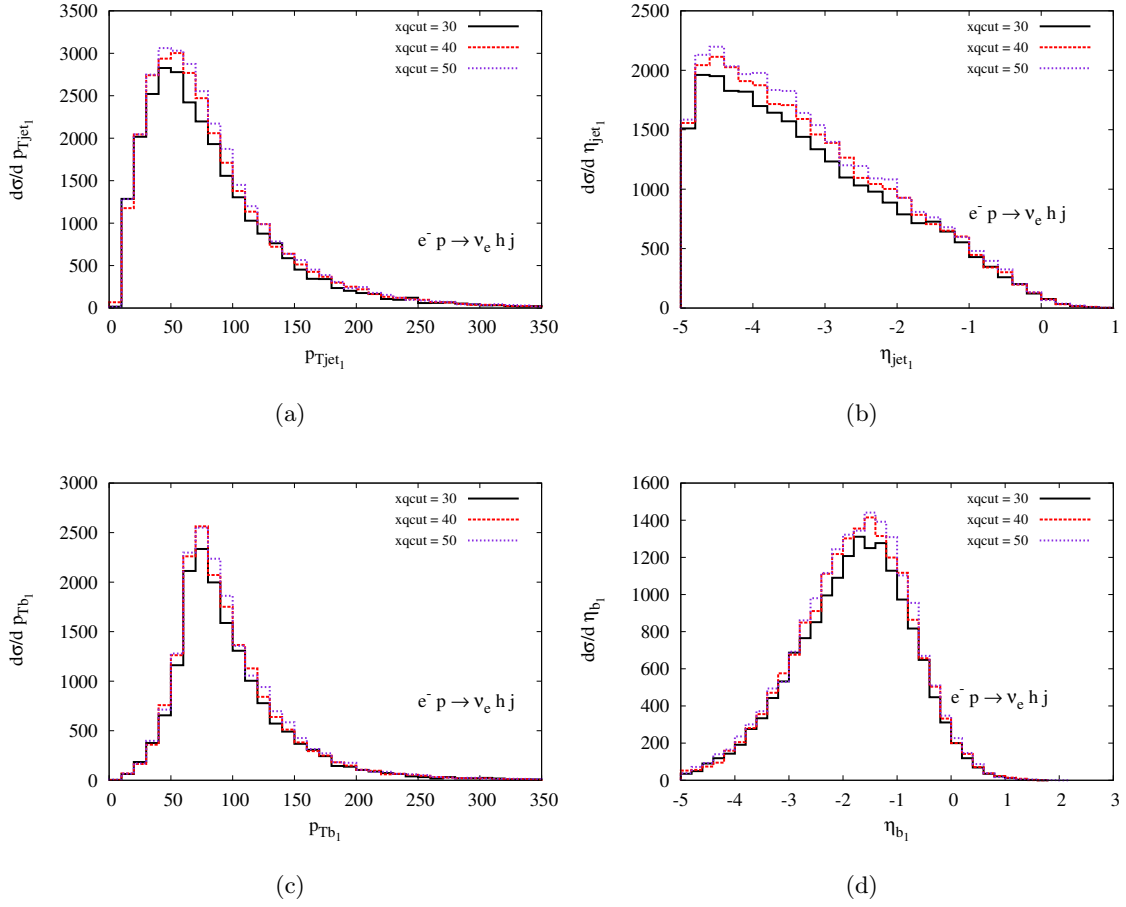 dσ/d p_Tjet₁
3500
3000
2500
2000
1500
1000
500
0
xqcut = 30
xqcut = 40
xqcut = 50
e⁻ p → ν_e h j
0 50 100 150 200 250 300 350
p_Tjet₁
(a)
dσ/d η_jet₁
2500
2000
1500
1000
500
0
xqcut = 30
xqcut = 40
xqcut = 50
e⁻ p → ν_e h j
-5 -4 -3 -2 -1 0 1
η_jet₁
(b)
dσ/d p_Tb₁
3000
2500
2000
1500
1000
500
0
xqcut = 30
xqcut = 40
xqcut = 50
e⁻ p → ν_e h j
0 50 100 150 200 250 300 350
p_Tb₁
(c)
dσ/d η_b₁
1600
1400
1200
1000
800
600
400
200
0
xqcut = 30
xqcut = 40
xqcut = 50
e⁻ p → ν_e h j
-5 -4 -3 -2 -1 0 1 2 3
η_b₁
(d)